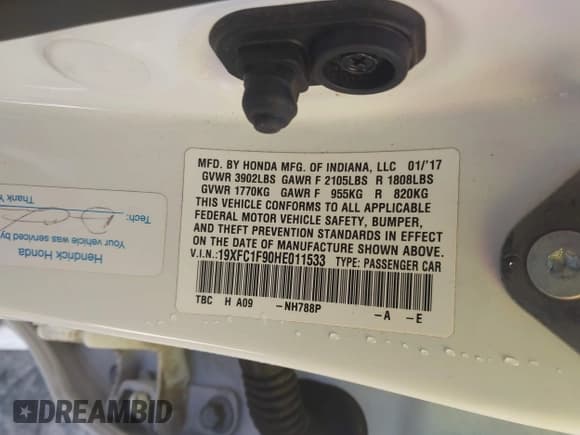 MFD. BY HONDA MFG. OF INDIANA, LLC 01/'17
GVWR 3902LBS GAWR F 2105LBS R 1808LBS
GVWR 1770KG GAWR F 955KG R 820KG
THIS VEHICLE CONFORMS TO ALL APPLICABLE
FEDERAL MOTOR VEHICLE SAFETY, BUMPER,
AND THEFT PREVENTION STANDARDS IN EFFECT
ON THE DATE OF MANUFACTURE SHOWN ABOVE.
V.I.N.:19XFC1F90HE011533 TYPE: PASSENGER CAR
TBC H A09 -NH788P -A -E
Hendrick Honda
Your vehicle was serviced by
Tech:
Thank Y
DREAMBID